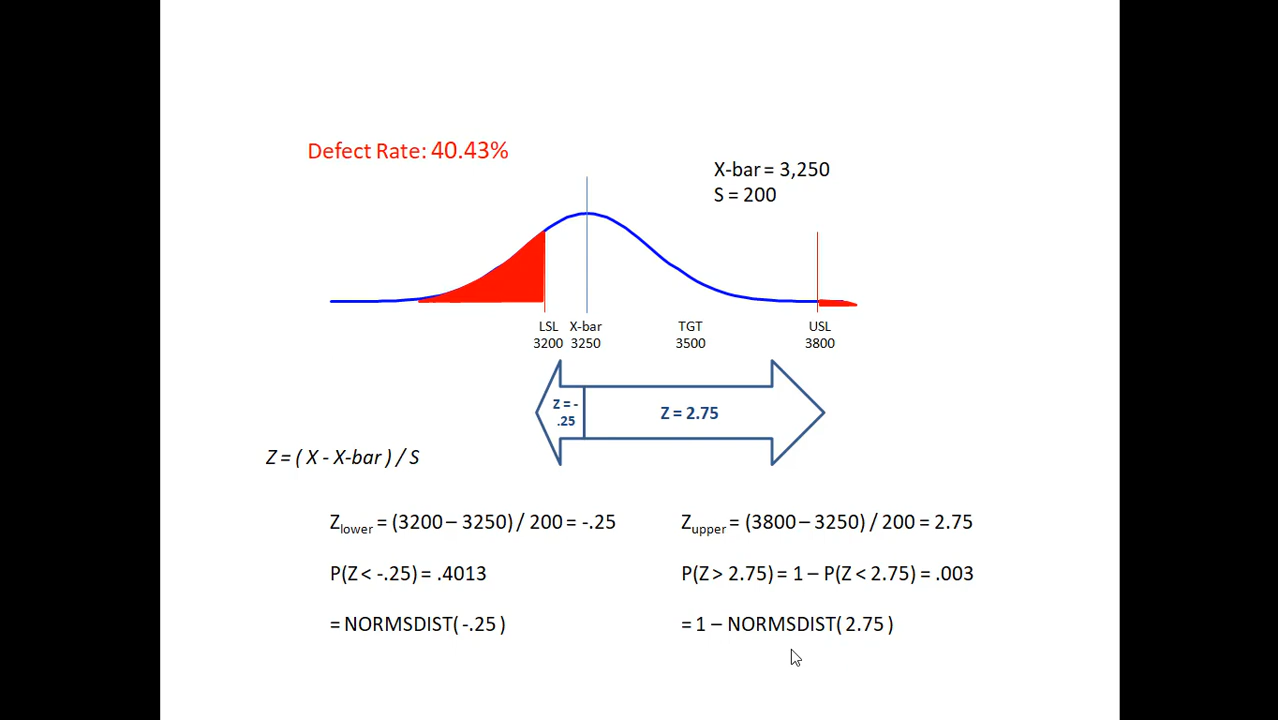 Defect Rate: 40.43%
X-bar = 3,250
S = 200
LSL X-bar TGT USL
3200 3250 3500 3800
Z = -
.25
Z = 2.75
Z = ( X - X-bar ) / S
Zlower = (3200 – 3250) / 200 = -.25
Zupper = (3800 – 3250) / 200 = 2.75
P(Z < -.25) = .4013
P(Z > 2.75) = 1 – P(Z < 2.75) = .003
= NORMSDIST( -.25 )
= 1 – NORMSDIST( 2.75 )